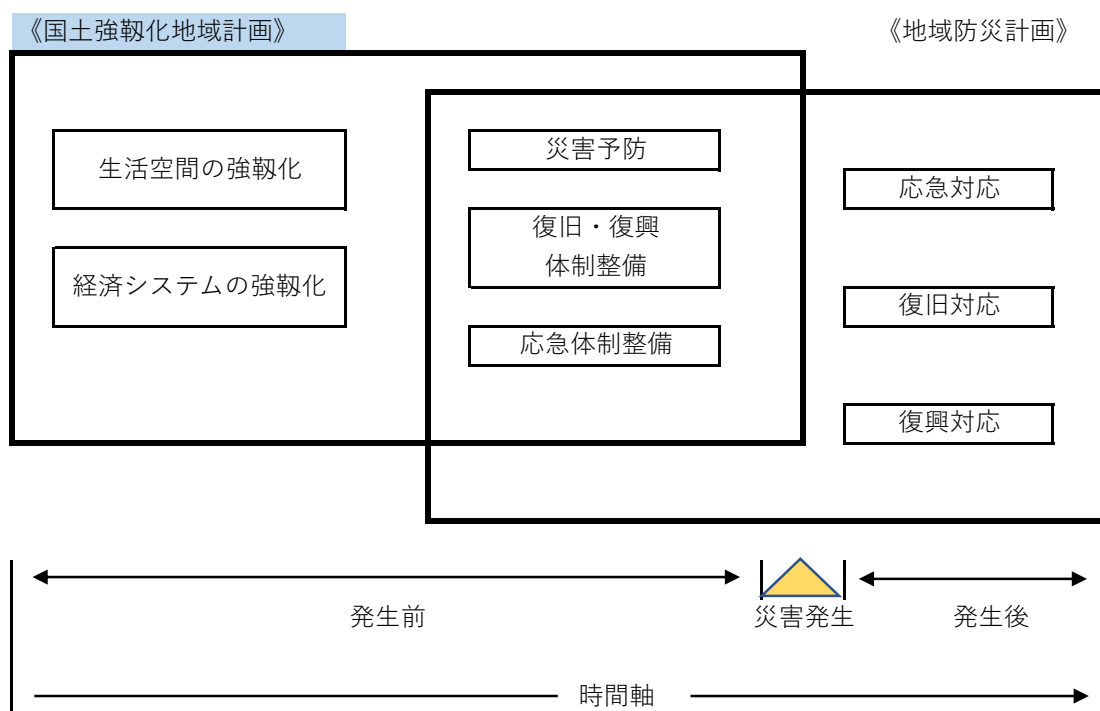 《国土強靱化地域計画》
《地域防災計画》
生活空間の強靱化
経済システムの強靱化
災害予防
復旧・復興
体制整備
応急体制整備
応急対応
復旧対応
復興対応
発生前
災害発生
発生後
時間軸